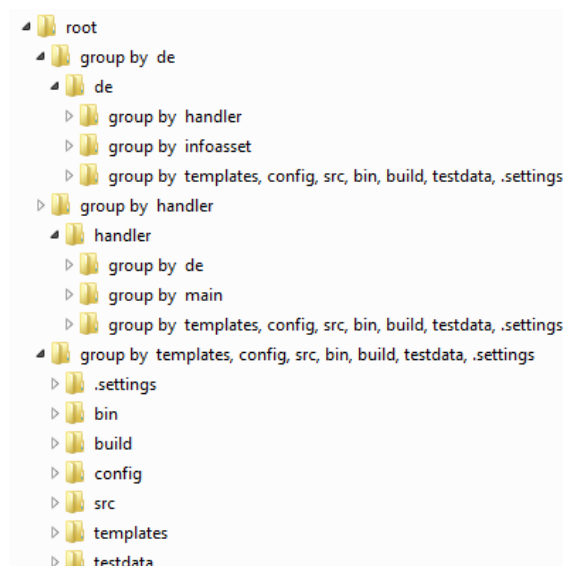 root
group by de
de
group by handler
group by infoasset
group by templates, config, src, bin, build, testdata, .settings
group by handler
handler
group by de
group by main
group by templates, config, src, bin, build, testdata, .settings
group by templates, config, src, bin, build, testdata, .settings
.settings
bin
build
config
src
templates
testdata